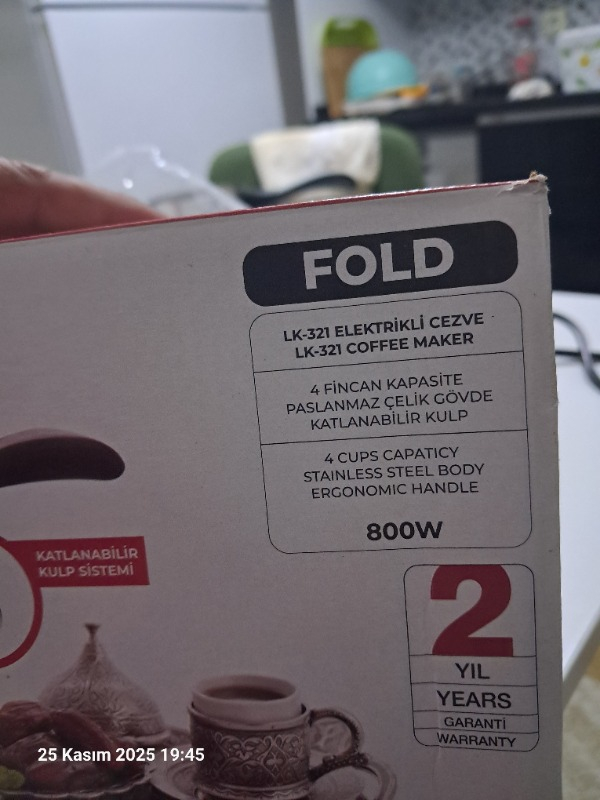 FOLD
LK-321 ELEKTRİKLİ CEZVE
LK-321 COFFEE MAKER
4 FİNCAN KAPASİTE
PASLANMAZ ÇELİK GÖVDE
KATLANABİLİR KULP
4 CUPS CAPATICY
STAINLESS STEEL BODY
ERGONOMIC HANDLE
800W
KATLANABİLİR
KULP SİSTEMİ
2
YIL
YEARS
GARANTİ
WARRANTY
25 Kasım 2025 19:45